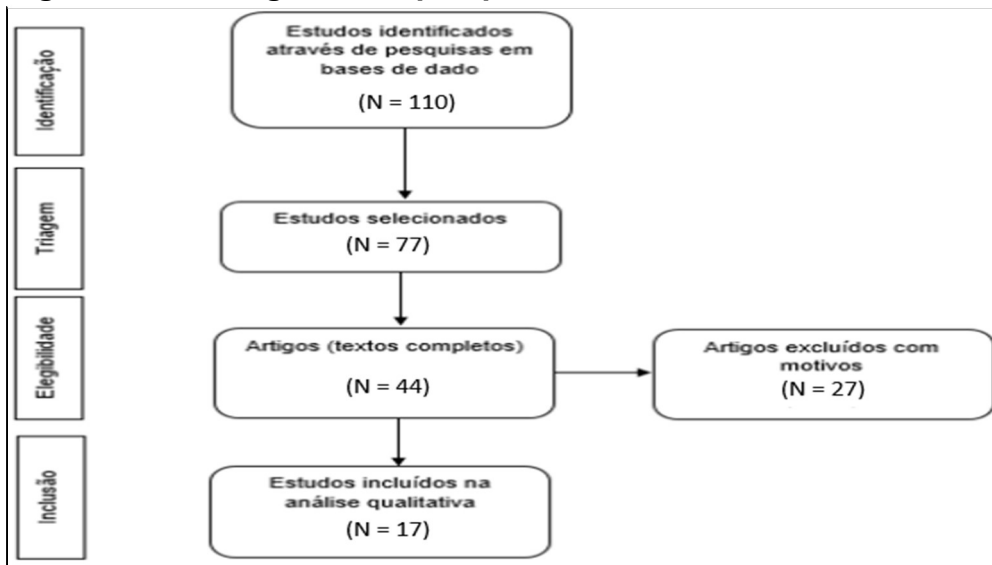 Identificação
Estudos identificados
através de pesquisas em
bases de dado
(N = 110)
Triagem
Estudos selecionados
(N = 77)
Elegibilidade
Artigos (textos completos)
(N = 44)
Artigos excluídos com
motivos
(N = 27)
Inclusão
Estudos incluídos na
análise qualitativa
(N = 17)